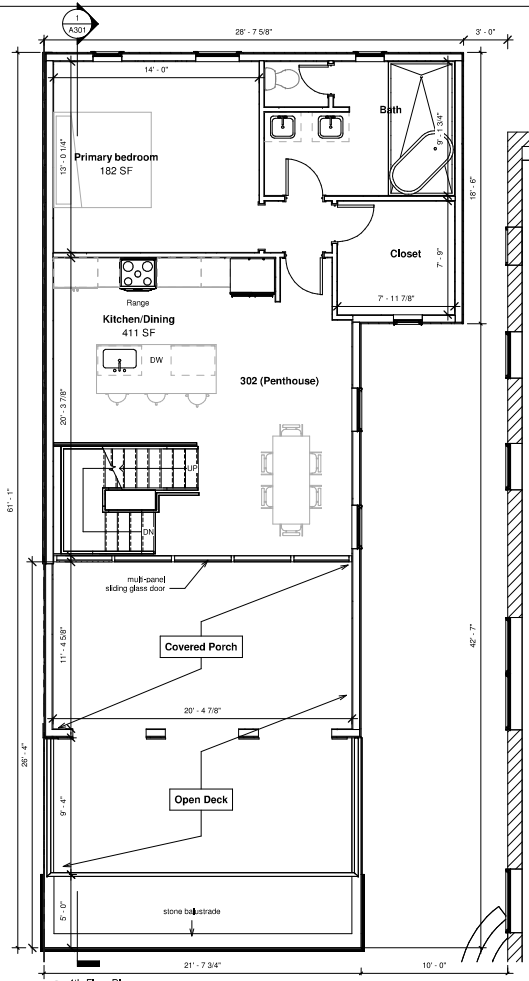 1
A301
28' - 7 5/8"
3' - 0"
14' - 0"
Bath
9' - 1 3/4"
13' - 0 1/4"
Primary bedroom
182 SF
18' - 6"
Closet
7' - 9"
7' - 11 7/8"
Range
Kitchen/Dining
411 SF
DW
302 (Penthouse)
20' - 3 7/8"
UP
DN
61' - 1"
multi-panel
sliding glass door
11' - 4 5/8"
Covered Porch
42' - 7"
20' - 4 7/8"
26' - 4"
9' - 4"
Open Deck
5' - 0"
stone balustrade
21' - 7 3/4"
10' - 0"